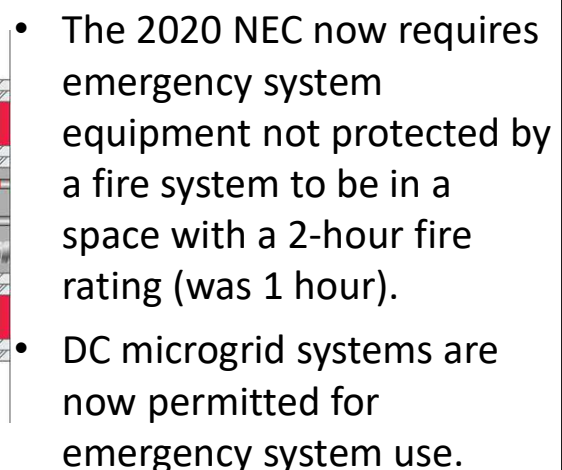 • The 2020 NEC now requires
emergency system
equipment not protected by
a fire system to be in a
space with a 2-hour fire
rating (was 1 hour).
• DC microgrid systems are
now permitted for
emergency system use.